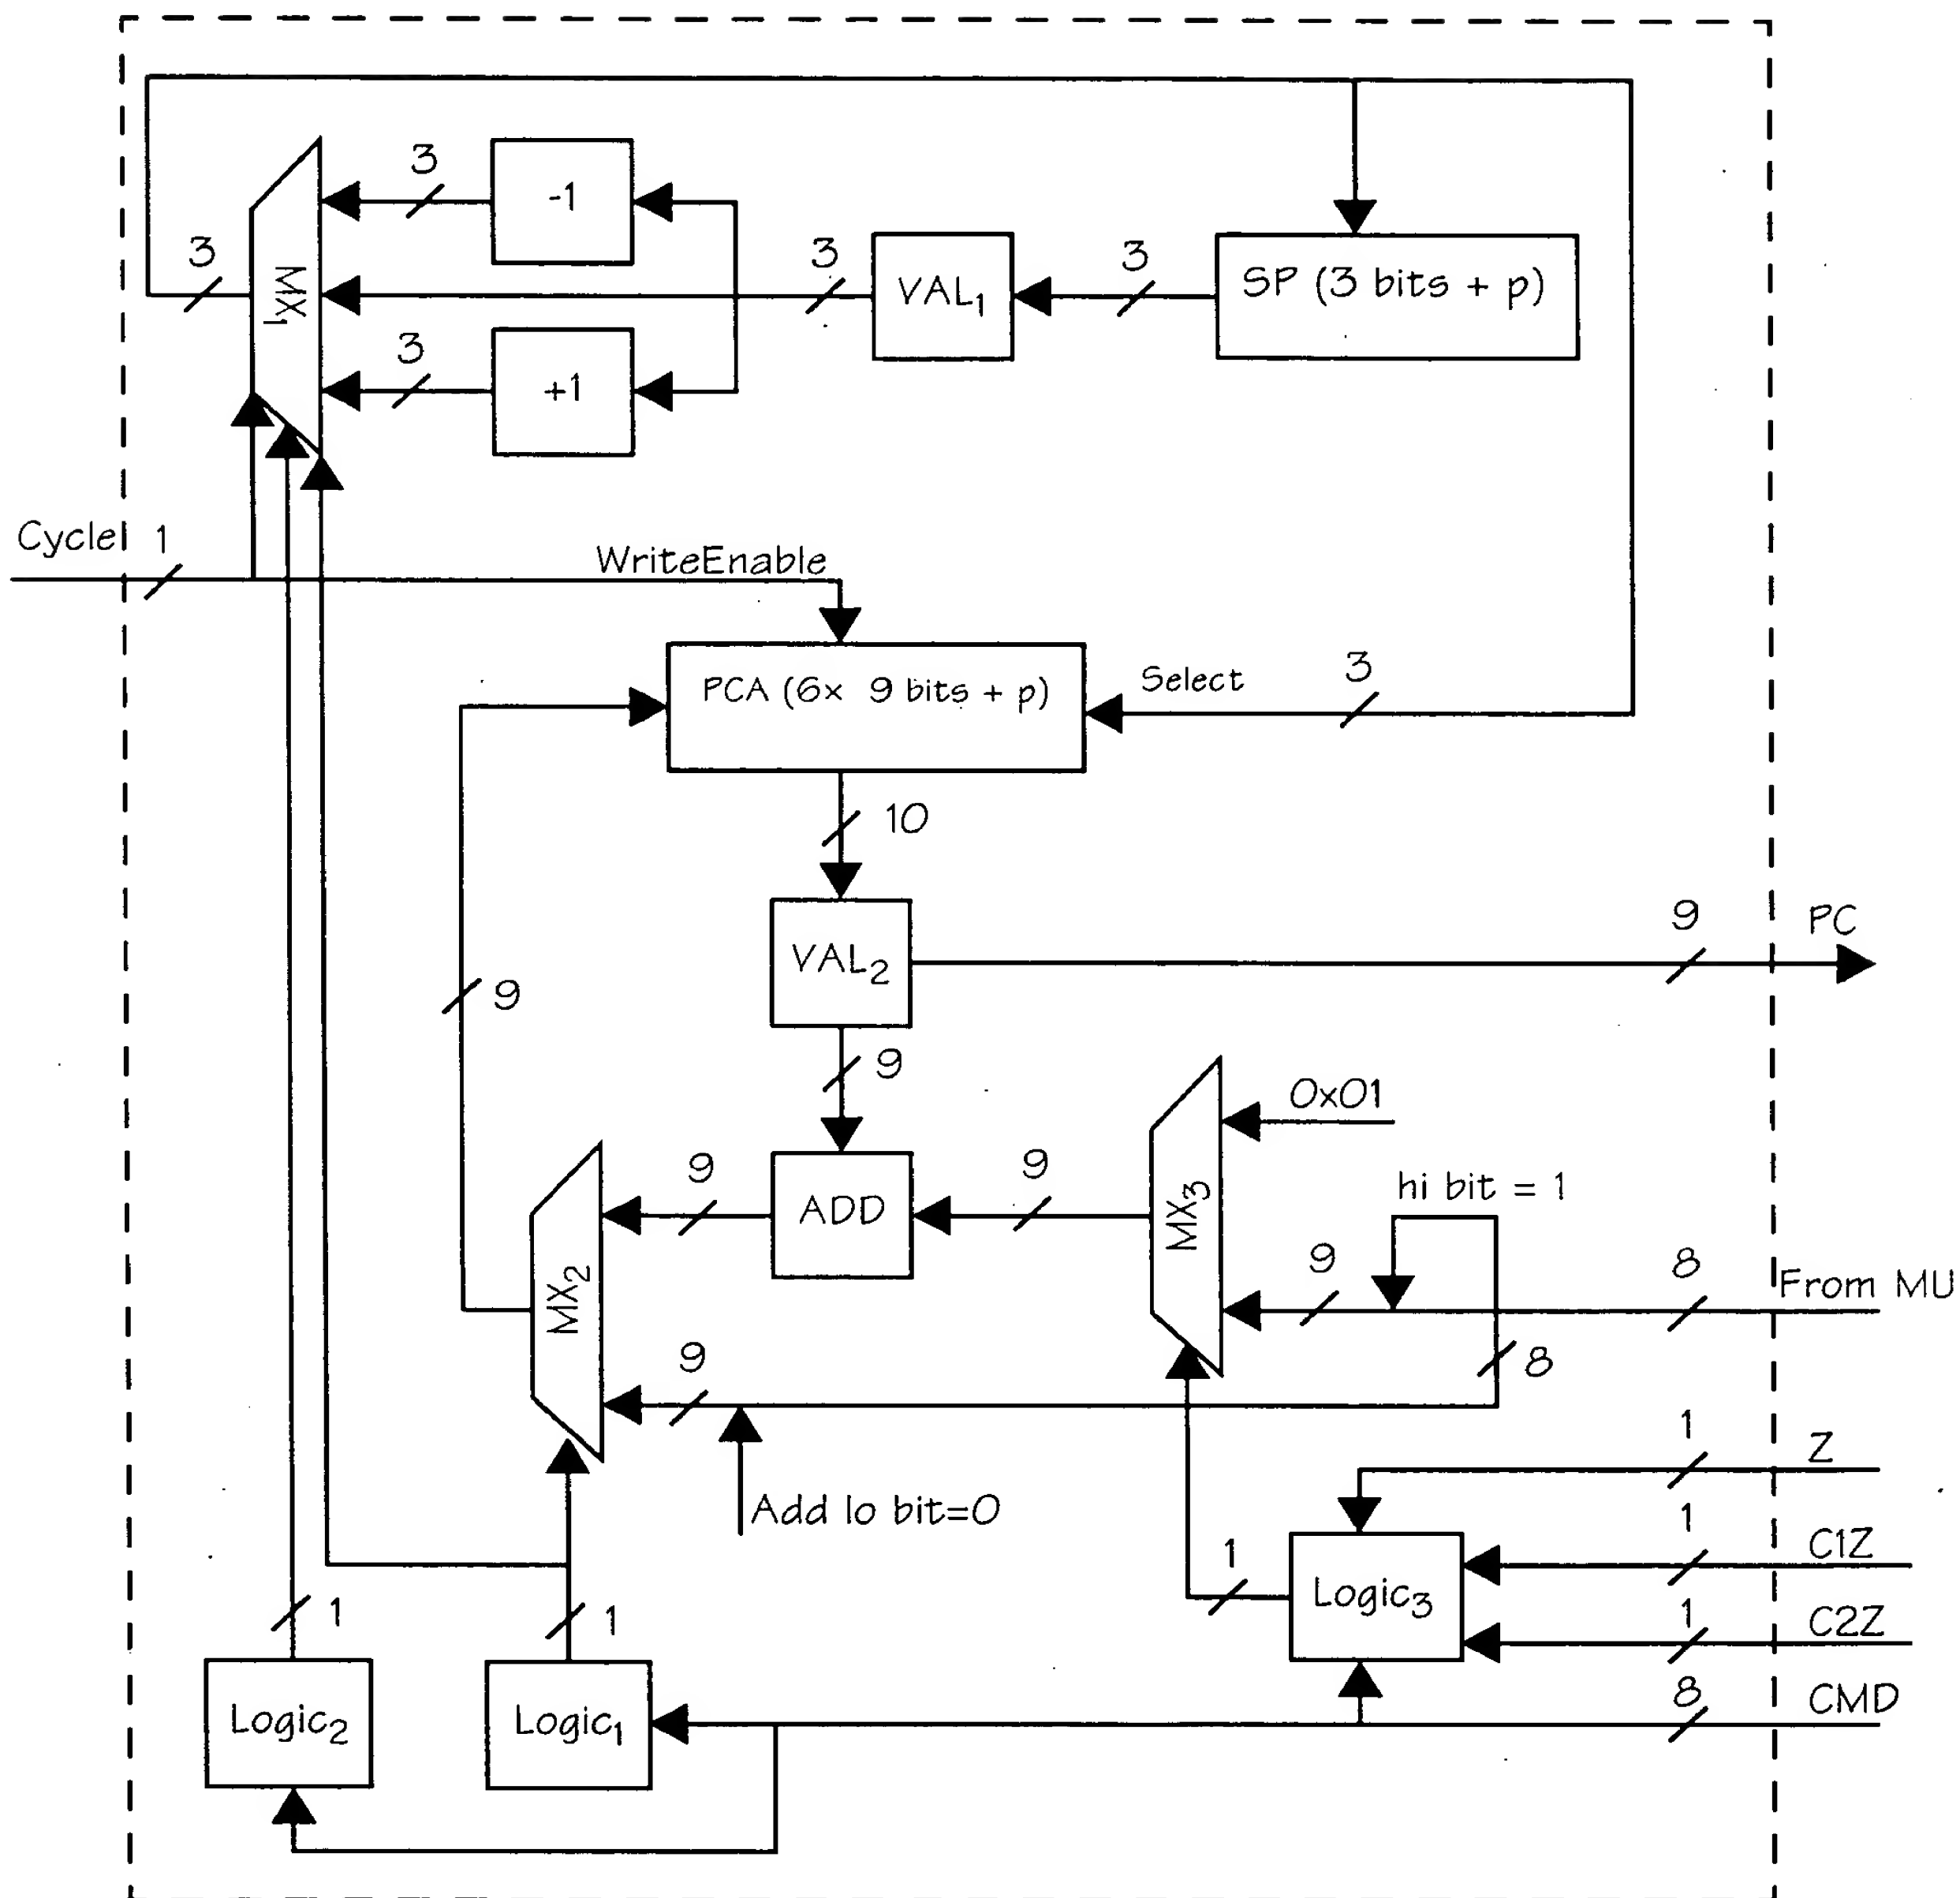 3
-1
3
3
VAL1
3
SP (3 bits + p)
MX1
3
+1
Cycle
1
WriteEnable
PCA (6x 9 bits + p)
Select
3
10
9
PC
VAL2
9
9
0x01
9
ADD
9
MX3
hi bit = 1
9
8
From MU
MX2
9
8
Add lo bit=0
1
Z
1
C1Z
1
Logic3
1
C2Z
1
1
8
CMD
Logic2
Logic1